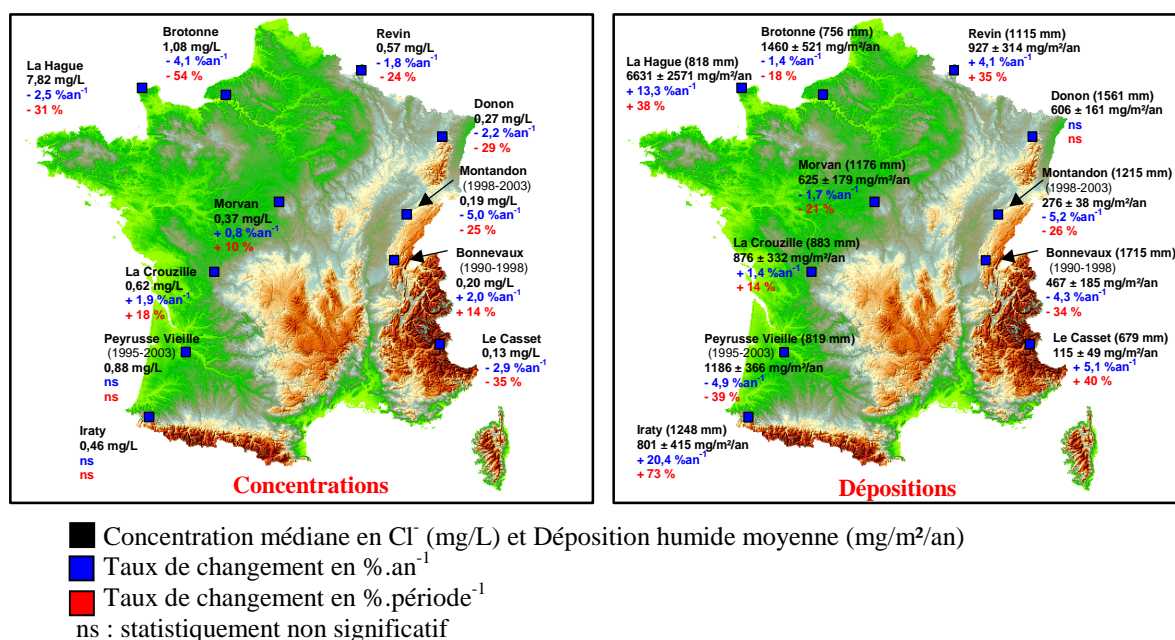 Brotonne
1,08 mg/L
- 4,1 %an⁻¹
- 54 %
Revin
0,57 mg/L
- 1,8 %an⁻¹
- 24 %
La Hague
7,82 mg/L
- 2,5 %an⁻¹
- 31 %
Donon
0,27 mg/L
- 2,2 %an⁻¹
- 29 %
Montandon
(1998-2003)
0,19 mg/L
- 5,0 %an⁻¹
- 25 %
Morvan
0,37 mg/L
+ 0,8 %an⁻¹
+ 10 %
Bonnevaux
(1990-1998)
0,20 mg/L
+ 2,0 %an⁻¹
+ 14 %
La Crouzille
0,62 mg/L
+ 1,9 %an⁻¹
+ 18 %
Peyrusse Vieille
(1995-2003)
0,88 mg/L
ns
ns
Le Casset
0,13 mg/L
- 2,9 %an⁻¹
- 35 %
Iraty
0,46 mg/L
ns
ns
Concentrations
Brotonne (756 mm)
1460 ± 521 mg/m²/an
- 1,4 %an⁻¹
- 18 %
Revin (1115 mm)
927 ± 314 mg/m²/an
+ 4,1 %an⁻¹
+ 35 %
La Hague (818 mm)
6631 ± 2571 mg/m²/an
+ 13,3 %an⁻¹
+ 38 %
Donon (1561 mm)
606 ± 161 mg/m²/an
ns
ns
Morvan (1176 mm)
625 ± 179 mg/m²/an
- 1,7 %an⁻¹
- 21 %
Montandon (1215 mm)
(1998-2003)
276 ± 38 mg/m²/an
- 5,2 %an⁻¹
- 26 %
La Crouzille (883 mm)
876 ± 332 mg/m²/an
+ 1,4 %an⁻¹
+ 14 %
Bonnevaux (1715 mm)
(1990-1998)
467 ± 185 mg/m²/an
- 4,3 %an⁻¹
- 34 %
Peyrusse Vieille (819 mm)
(1995-2003)
1186 ± 366 mg/m²/an
- 4,9 %an⁻¹
- 39 %
Le Casset (679 mm)
115 ± 49 mg/m²/an
+ 5,1 %an⁻¹
+ 40 %
Iraty (1248 mm)
801 ± 415 mg/m²/an
+ 20,4 %an⁻¹
+ 73 %
Dépositions
Concentration médiane en Cl⁻ (mg/L) et Déposition humide moyenne (mg/m²/an)
Taux de changement en %.an⁻¹
Taux de changement en %.période⁻¹
ns : statistiquement non significatif